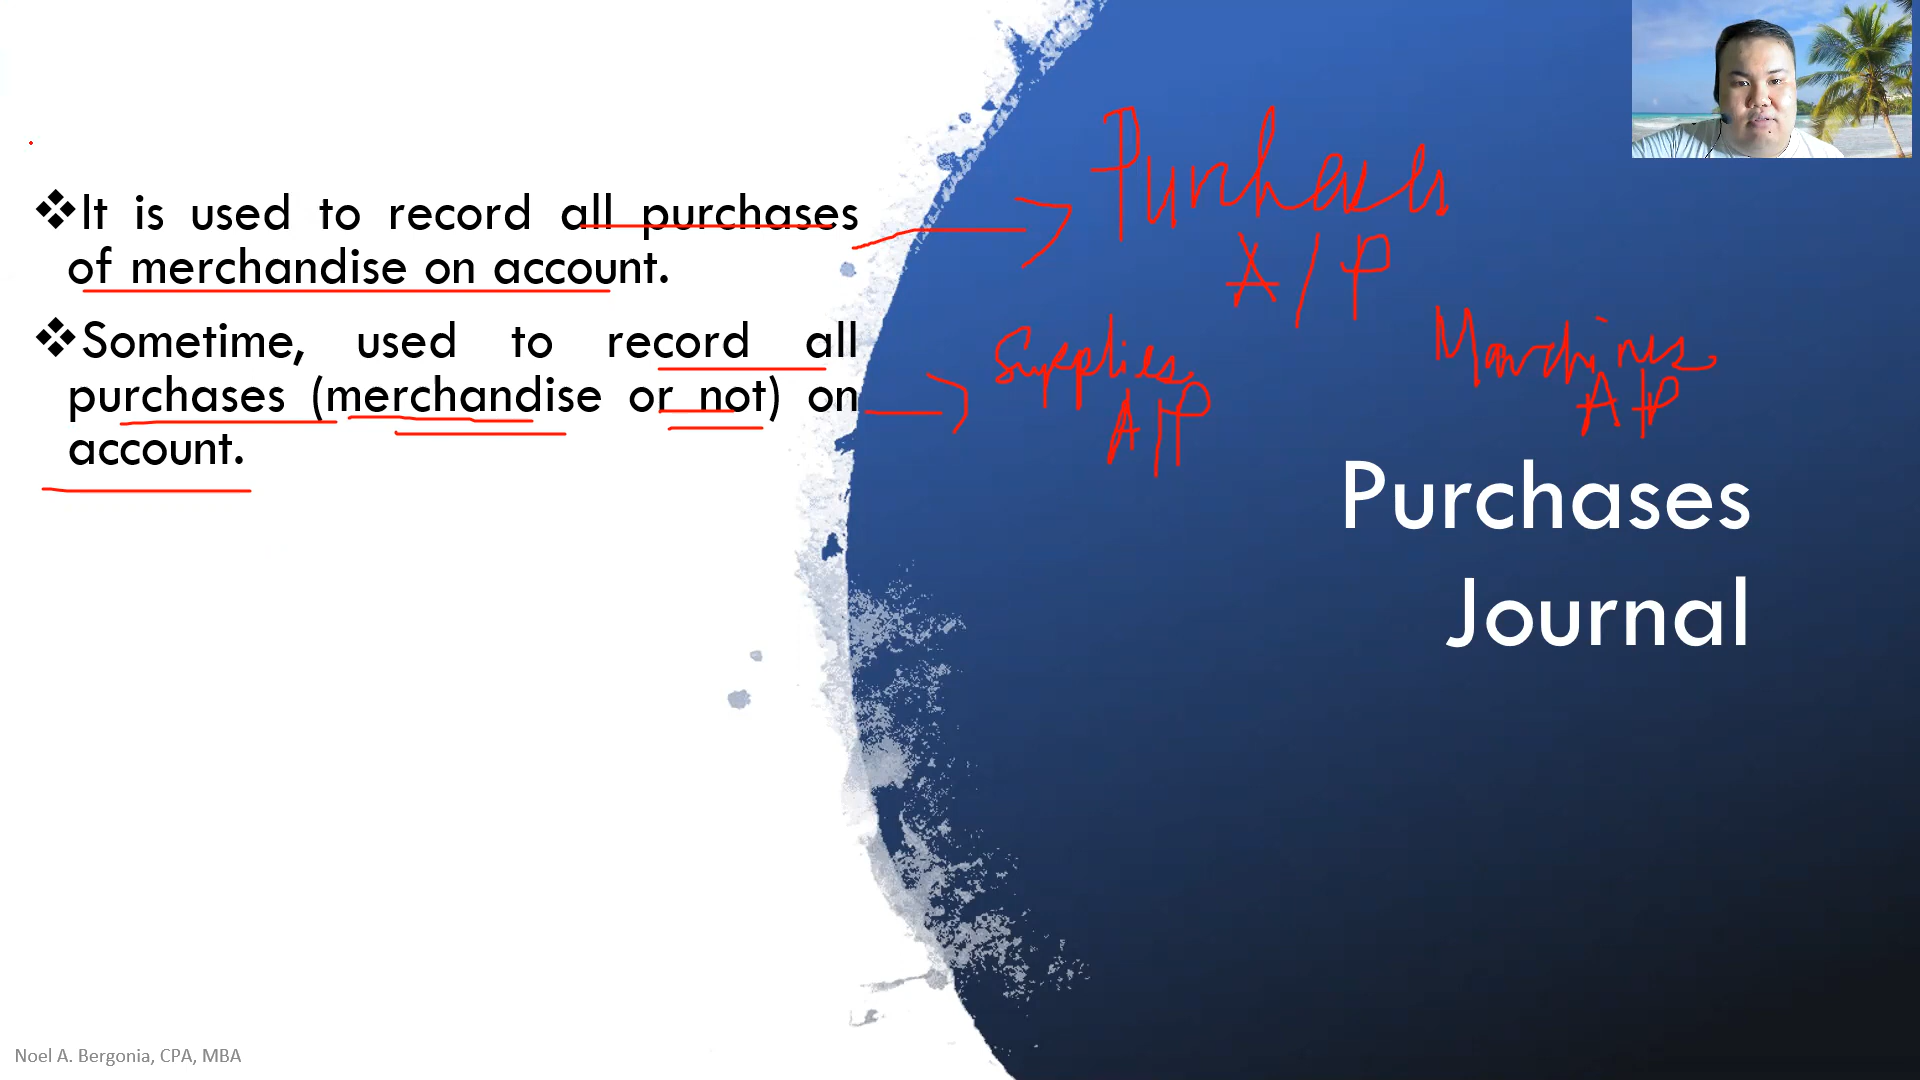 ❖It is used to record all purchases
of merchandise on account.
❖Sometime, used to record all
purchases (merchandise or not) on
account.
Purchases
A/P
Supplies
A/P
Machines
A/P
Purchases
Journal
Noel A. Bergonia, CPA, MBA